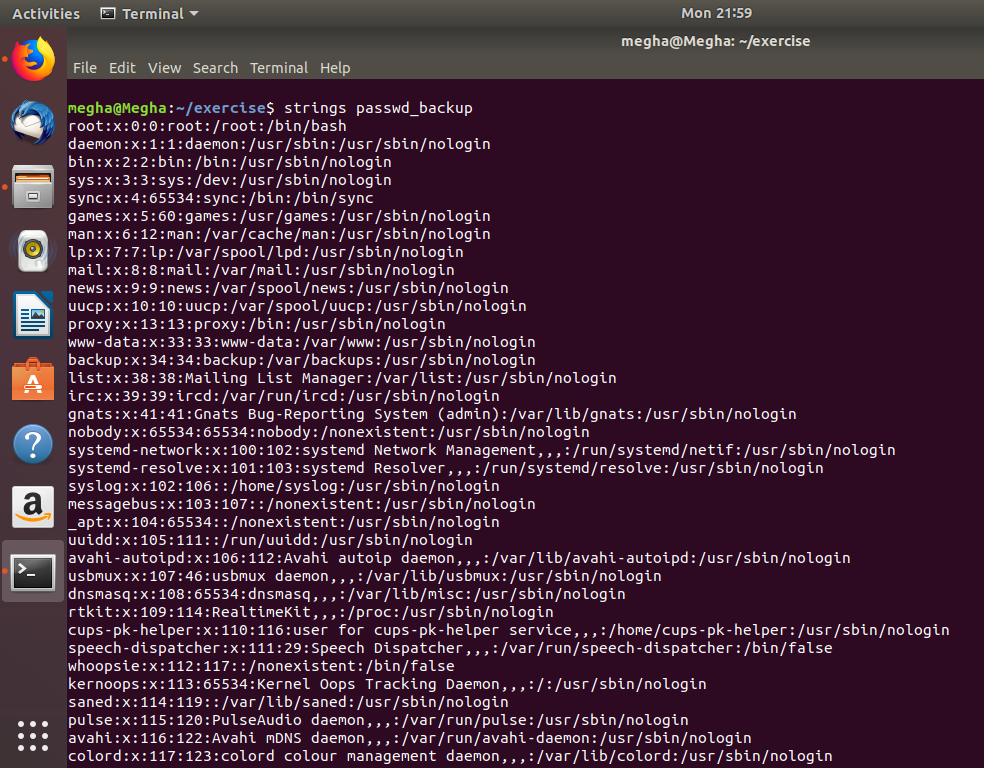 Activities Terminal Mon 21:59
megha@Megha: ~/exercise
File Edit View Search Terminal Help
megha@Megha:~/exercise$ strings passwd_backup
root:x:0:0:root:/root:/bin/bash
daemon:x:1:1:daemon:/usr/sbin:/usr/sbin/nologin
bin:x:2:2:bin:/bin:/usr/sbin/nologin
sys:x:3:3:sys:/dev:/usr/sbin/nologin
sync:x:4:65534:sync:/bin:/bin/sync
games:x:5:60:games:/usr/games:/usr/sbin/nologin
man:x:6:12:man:/var/cache/man:/usr/sbin/nologin
lp:x:7:7:lp:/var/spool/lpd:/usr/sbin/nologin
mail:x:8:8:mail:/var/mail:/usr/sbin/nologin
news:x:9:9:news:/var/spool/news:/usr/sbin/nologin
uucp:x:10:10:uucp:/var/spool/uucp:/usr/sbin/nologin
proxy:x:13:13:proxy:/bin:/usr/sbin/nologin
www-data:x:33:33:www-data:/var/www:/usr/sbin/nologin
backup:x:34:34:backup:/var/backups:/usr/sbin/nologin
list:x:38:38:Mailing List Manager:/var/list:/usr/sbin/nologin
irc:x:39:39:ircd:/var/run/ircd:/usr/sbin/nologin
gnats:x:41:41:Gnats Bug-Reporting System (admin):/var/lib/gnats:/usr/sbin/nologin
nobody:x:65534:65534:nobody:/nonexistent:/usr/sbin/nologin
systemd-network:x:100:102:systemd Network Management,,,:/run/systemd/netif:/usr/sbin/nologin
systemd-resolve:x:101:103:systemd Resolver,,,:/run/systemd/resolve:/usr/sbin/nologin
syslog:x:102:106::/home/syslog:/usr/sbin/nologin
messagebus:x:103:107::/nonexistent:/usr/sbin/nologin
_apt:x:104:65534::/nonexistent:/usr/sbin/nologin
uuidd:x:105:111::/run/uuidd:/usr/sbin/nologin
avahi-autoipd:x:106:112:Avahi autoip daemon,,,:/var/lib/avahi-autoipd:/usr/sbin/nologin
usbmux:x:107:46:usbmux daemon,,,:/var/lib/usbmux:/usr/sbin/nologin
dnsmasq:x:108:65534:dnsmasq,,,:/var/lib/misc:/usr/sbin/nologin
rtkit:x:109:114:RealtimeKit,,,:/proc:/usr/sbin/nologin
cups-pk-helper:x:110:116:user for cups-pk-helper service,,,:/home/cups-pk-helper:/usr/sbin/nologin
speech-dispatcher:x:111:29:Speech Dispatcher,,,:/var/run/speech-dispatcher:/bin/false
whoopsie:x:112:117::/nonexistent:/bin/false
kernoops:x:113:65534:Kernel Oops Tracking Daemon,,,:/:/usr/sbin/nologin
saned:x:114:119::/var/lib/saned:/usr/sbin/nologin
pulse:x:115:120:PulseAudio daemon,,,:/var/run/pulse:/usr/sbin/nologin
avahi:x:116:122:Avahi mDNS daemon,,,:/var/run/avahi-daemon:/usr/sbin/nologin
colord:x:117:123:colord colour management daemon,,,:/var/lib/colord:/usr/sbin/nologin